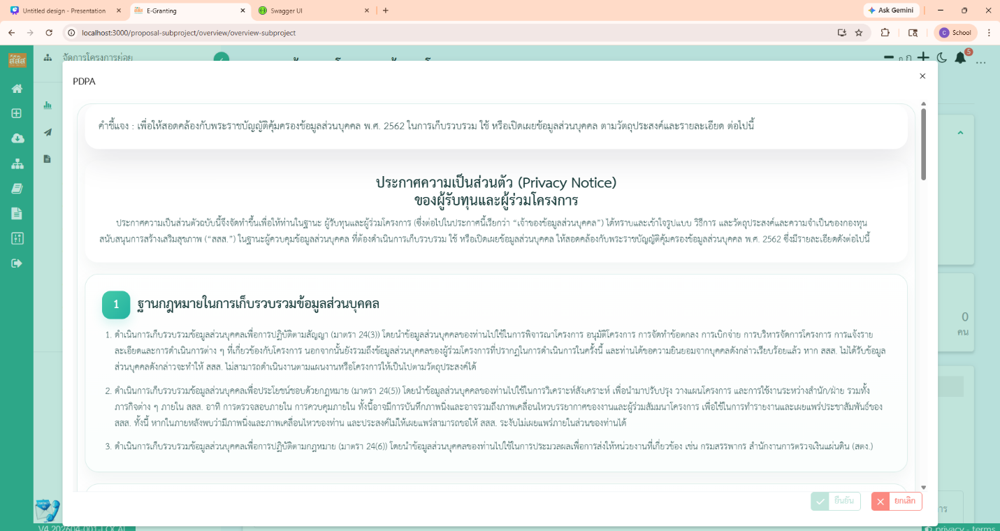 Untitled design - Presentation
E-Granting
Swagger UI
Ask Gemini
localhost:3000/proposal-subproject/overview/overview-subproject
C School
สสส
จัดการโครงการย่อย
ก ก
5
PDPA
คำชี้แจง : เพื่อให้สอดคล้องกับพระราชบัญญัติคุ้มครองข้อมูลส่วนบุคคล พ.ศ. 2562 ในการเก็บรวบรวม ใช้ หรือเปิดเผยข้อมูลส่วนบุคคล ตามวัตถุประสงค์และรายละเอียด ต่อไปนี้
ประกาศความเป็นส่วนตัว (Privacy Notice)
ของผู้รับทุนและผู้ร่วมโครงการ
ประกาศความเป็นส่วนตัวฉบับนี้จึงจัดทำขึ้นเพื่อให้ท่านในฐานะ ผู้รับทุนและผู้ร่วมโครงการ (ซึ่งต่อไปในประกาศนี้เรียกว่า “เจ้าของข้อมูลส่วนบุคคล”) ได้ทราบและเข้าใจรูปแบบ วิธีการ และวัตถุประสงค์และความจำเป็นของกองทุน
สนับสนุนการสร้างเสริมสุขภาพ (“สสส.”) ในฐานะผู้ควบคุมข้อมูลส่วนบุคคล ที่ต้องดำเนินการเก็บรวบรวม ใช้ หรือเปิดเผยข้อมูลส่วนบุคคล ให้สอดคล้องกับพระราชบัญญัติคุ้มครองข้อมูลส่วนบุคคล พ.ศ. 2562 ซึ่งมีรายละเอียดดังต่อไปนี้
1 ฐานกฎหมายในการเก็บรวบรวมข้อมูลส่วนบุคคล
1. ดำเนินการเก็บรวบรวมข้อมูลส่วนบุคคลเพื่อการปฏิบัติตามสัญญา (มาตรา 24(3)) โดยนำข้อมูลส่วนบุคคลของท่านไปใช้ในการพิจารณาโครงการ อนุมัติโครงการ การจัดทำข้อตกลง การเบิกจ่าย การบริหารจัดการโครงการ การแจ้งราย
ละเอียดและการดำเนินการต่าง ๆ ที่เกี่ยวข้องกับโครงการ นอกจากนั้นยังรวมถึงข้อมูลส่วนบุคคลของผู้ร่วมโครงการที่ปรากฏในการดำเนินการในครั้งนี้ และท่านได้ขอความยินยอมจากบุคคลดังกล่าวเรียบร้อยแล้ว หาก สสส. ไม่ได้รับข้อมูล
ส่วนบุคคลดังกล่าวจะทำให้ สสส. ไม่สามารถดำเนินงานตามแผนงานหรือโครงการให้เป็นไปตามวัตถุประสงค์ได้
2. ดำเนินการเก็บรวบรวมข้อมูลส่วนบุคคลเพื่อประโยชน์ชอบด้วยกฎหมาย (มาตรา 24(5)) โดยนำข้อมูลส่วนบุคคลของท่านไปใช้ในการวิเคราะห์สังเคราะห์ เพื่อนำมาปรับปรุง วางแผนโครงการ และการใช้งานระหว่างสำนัก/ฝ่าย รวมทั้ง
ภารกิจต่าง ๆ ภายใน สสส. อาทิ การตรวจสอบภายใน การควบคุมภายใน ทั้งนี้อาจมีการบันทึกภาพนิ่งและอาจรวมถึงภาพเคลื่อนไหวบรรยากาศของงานและผู้ร่วมสัมมนาโครงการ เพื่อใช้ในการทำรายงานและเผยแพร่ประชาสัมพันธ์ของ
สสส. ทั้งนี้ หากในภายหลังพบว่ามีภาพนิ่งและภาพเคลื่อนไหวของท่าน และประสงค์ไม่ให้เผยแพร่สามารถขอให้ สสส. ระงับไม่เผยแพร่ภายในส่วนของท่านได้
3. ดำเนินการเก็บรวบรวมข้อมูลส่วนบุคคลเพื่อการปฏิบัติตามกฎหมาย (มาตรา 24(6)) โดยนำข้อมูลส่วนบุคคลของท่านไปใช้ในการประมวลผลเพื่อการส่งให้หน่วยงานที่เกี่ยวข้อง เช่น กรมสรรพากร สำนักงานการตรวจเงินแผ่นดิน (สตง.)
0
คน
ยืนยัน
ยกเลิก
V4.202604-001-LOCAL
privacy - terms